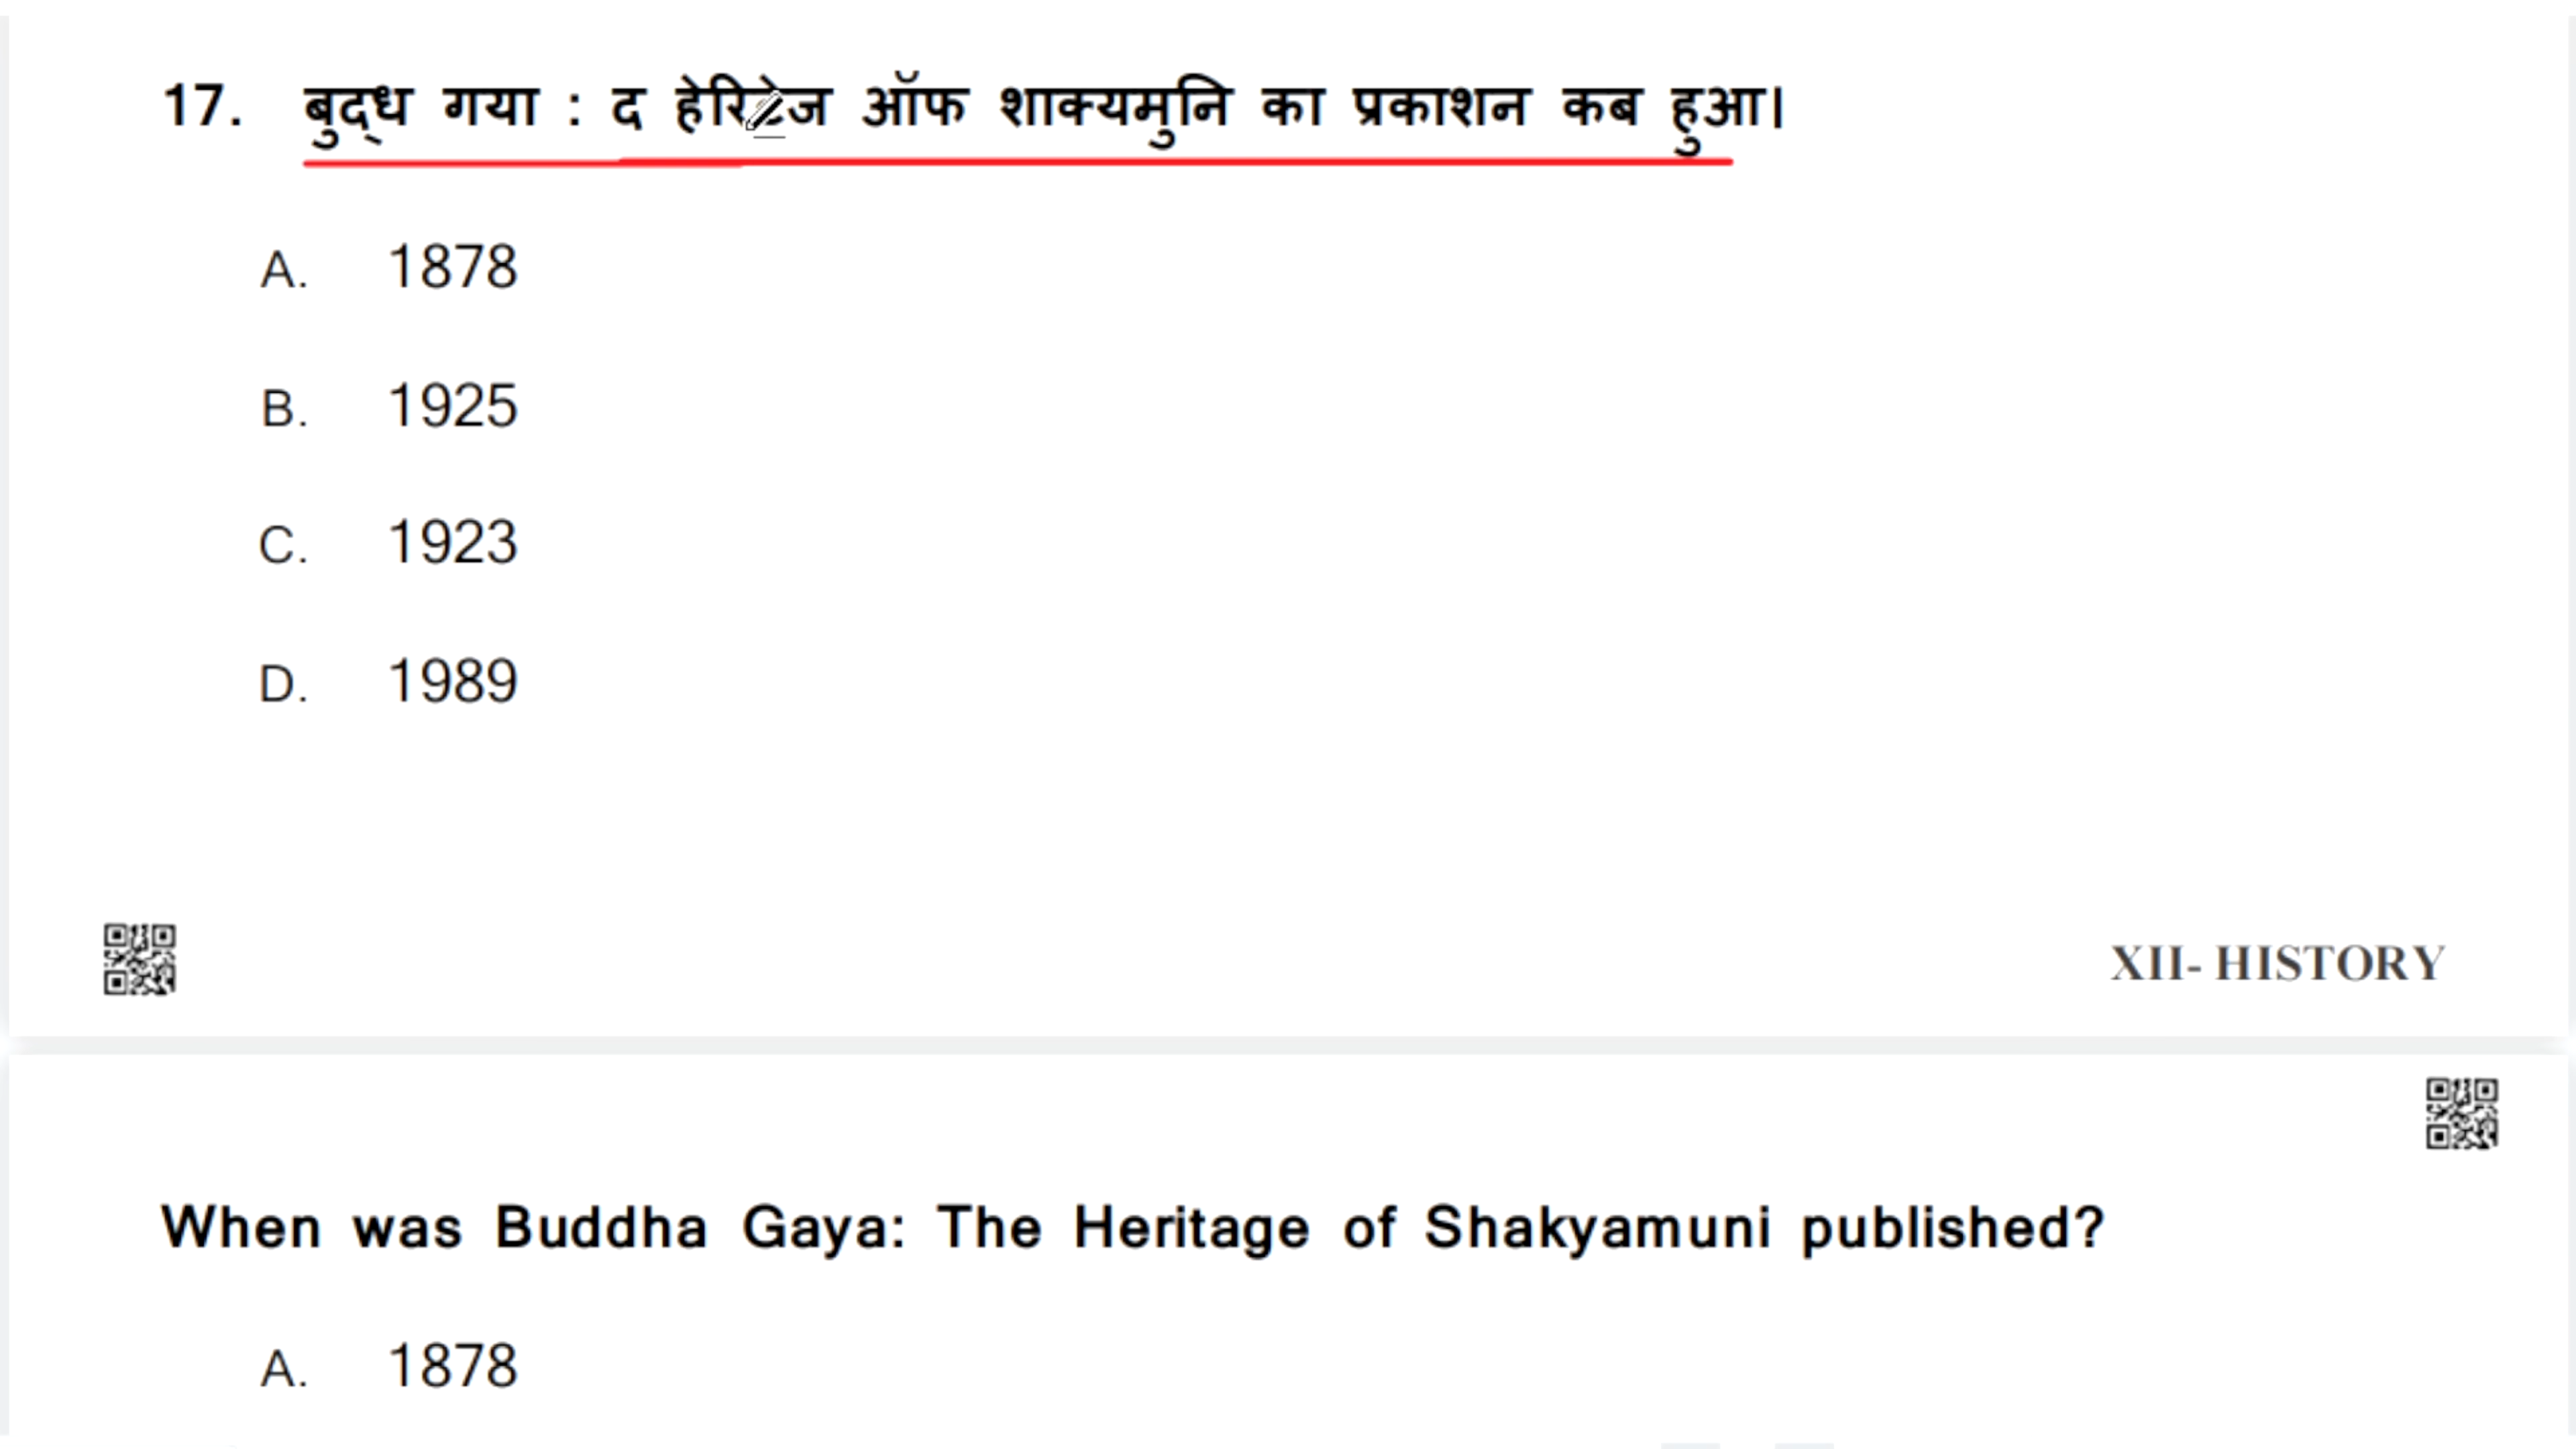 17. बुद्ध गया : द हेरिटेज ऑफ शाक्यमुनि का प्रकाशन कब हुआ।
A. 1878
B. 1925
C. 1923
D. 1989
XII- HISTORY
When was Buddha Gaya: The Heritage of Shakyamuni published?
A. 1878